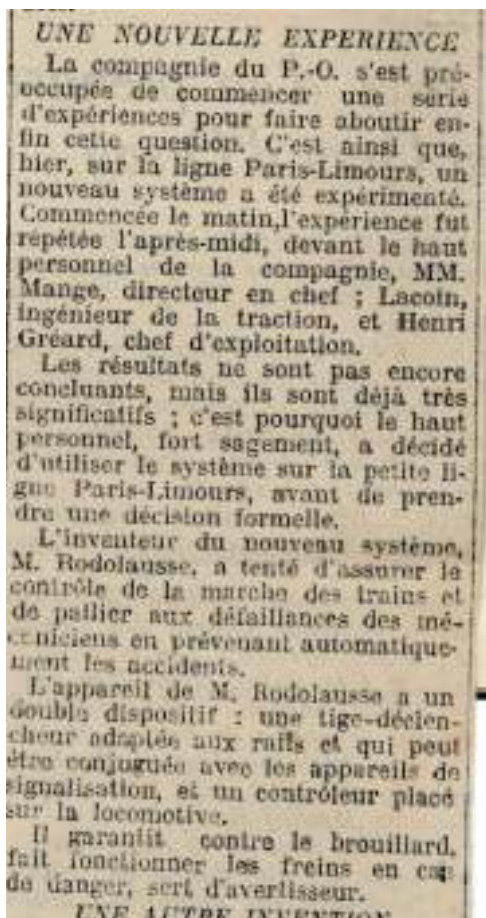 UNE NOUVELLE EXPERIENCE
La compagnie du P.-O. s'est pré-
occupée de commencer une série
d'expériences pour faire aboutir en-
fin cette question. C'est ainsi que,
hier, sur la ligne Paris-Limours, un
nouveau système a été expérimenté.
Commencée le matin,l'expérience fut
répétée l'après-midi, devant le haut
personnel de la compagnie, MM.
Mange, directeur en chef ; Lacoin,
ingénieur de la traction, et Henri
Gréard, chef d'exploitation.
Les résultats ne sont pas encore
concluants, mais ils sont déjà très
significatifs ; c'est pourquoi le haut
personnel, fort sagement, a décidé
d'utiliser le système sur la petite li-
gne Paris-Limours, avant de pren-
dre une décision formelle.
L'inventeur du nouveau système,
M. Rodolausse, a tenté d'assurer le
contrôle de la marche des trains et
de pallier aux défaillances des mé-
caniciens en prévenant automatique-
ment les accidents.
L'appareil de M. Rodolausse a un
double dispositif : une tige-déclen-
cheur adaptée aux rails et qui peut
être conjuguée avec les appareils de
signalisation, et un contrôleur placé
sur la locomotive.
Il garantit contre le brouillard,
fait fonctionner les freins en cas
de danger, sert d'avertisseur.
UNE AUTRE INVENTION